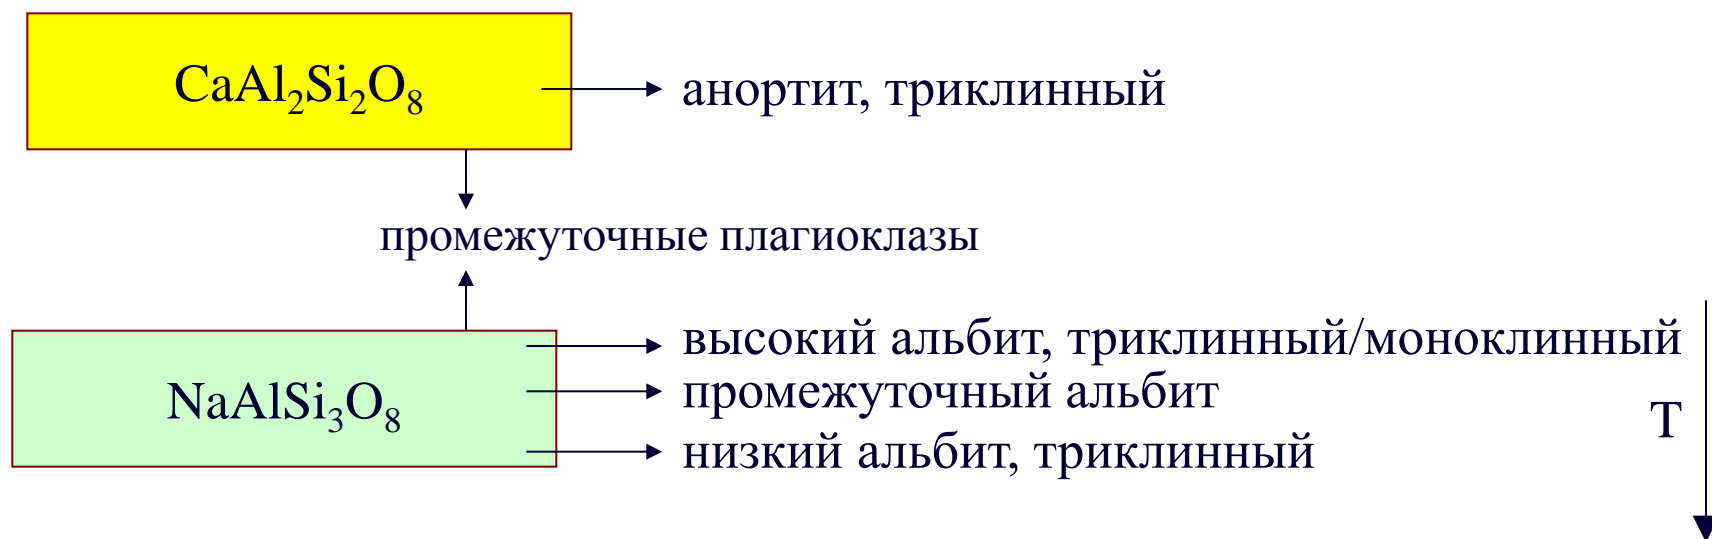 CaAl₂Si₂O₈
анортит, триклинный
промежуточные плагиоклазы
NaAlSi₃O₈
высокий альбит, триклинный/моноклинный
промежуточный альбит
низкий альбит, триклинный
Т